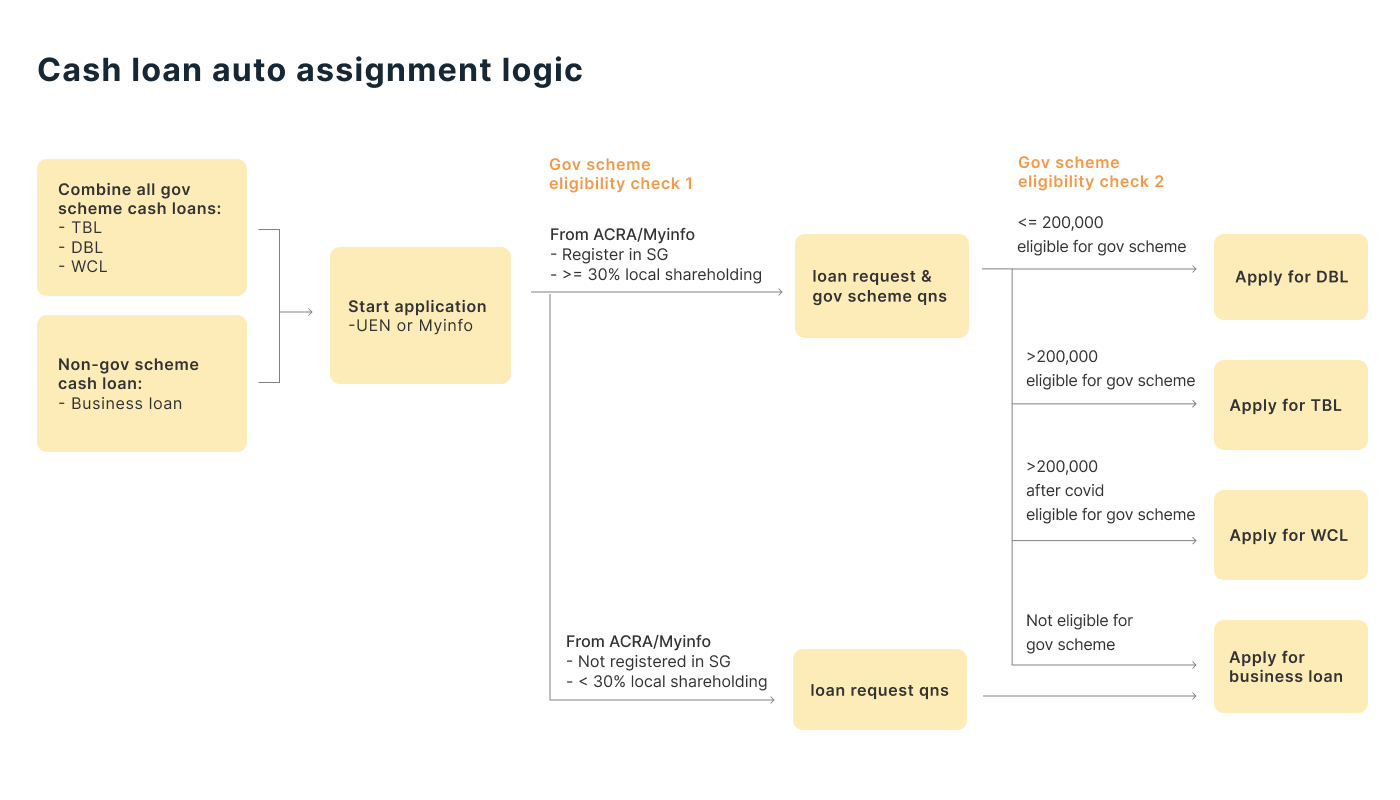 Cash loan auto assignment logic
Combine all gov
scheme cash loans:
- TBL
- DBL
- WCL
Non-gov scheme
cash loan:
- Business loan
Start application
-UEN or Myinfo
Gov scheme
eligibility check 1
From ACRA/Myinfo
- Register in SG
- >= 30% local shareholding
From ACRA/Myinfo
- Not registered in SG
- < 30% local shareholding
loan request &
gov scheme qns
loan request qns
Gov scheme
eligibility check 2
<= 200,000
eligible for gov scheme
>200,000
eligible for gov scheme
>200,000
after covid
eligible for gov scheme
Not eligible for
gov scheme
Apply for DBL
Apply for TBL
Apply for WCL
Apply for
business loan